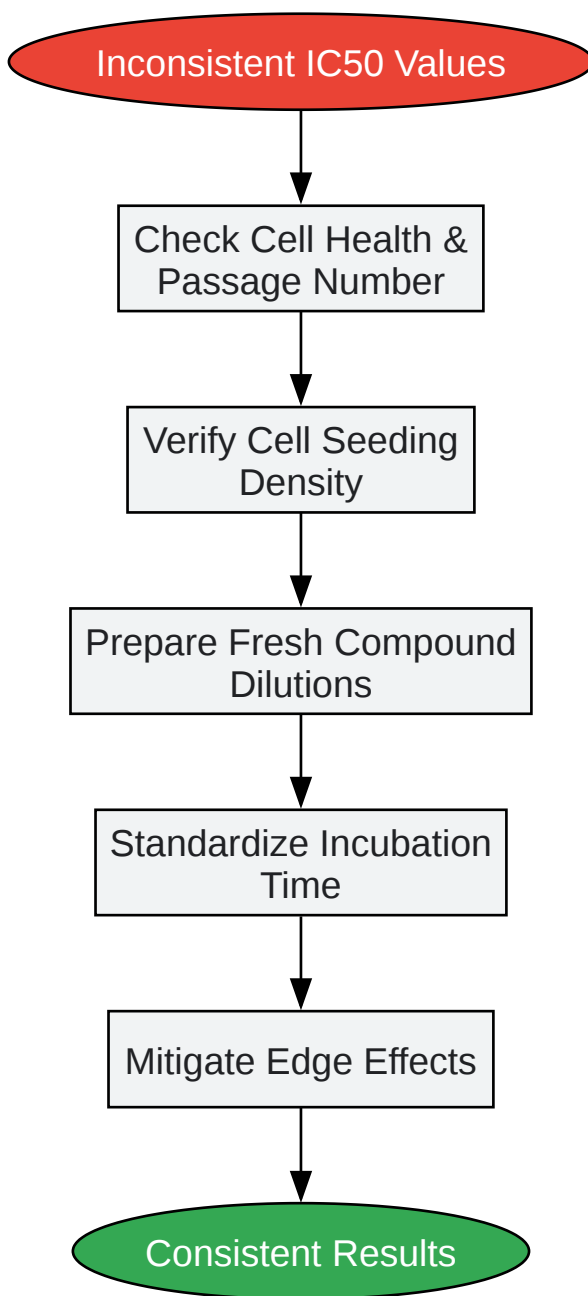 Inconsistent IC50 Values
Check Cell Health &
Passage Number
Verify Cell Seeding
Density
Prepare Fresh Compound
Dilutions
Standardize Incubation
Time
Mitigate Edge Effects
Consistent Results